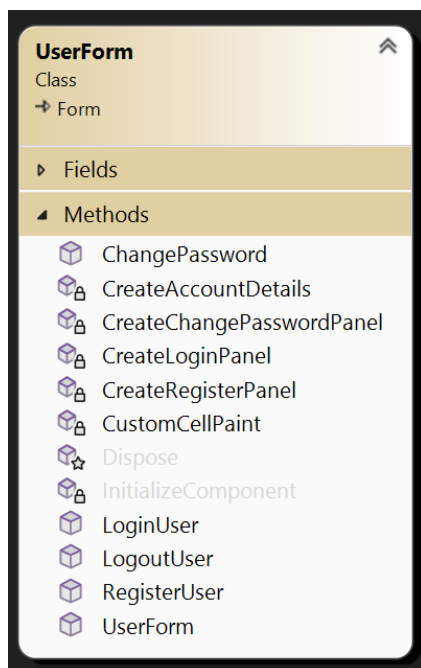 UserForm
Class
Form
Fields
Methods
ChangePassword
CreateAccountDetails
CreateChangePasswordPanel
CreateLoginPanel
CreateRegisterPanel
CustomCellPaint
Dispose
InitializeComponent
LoginUser
LogoutUser
RegisterUser
UserForm